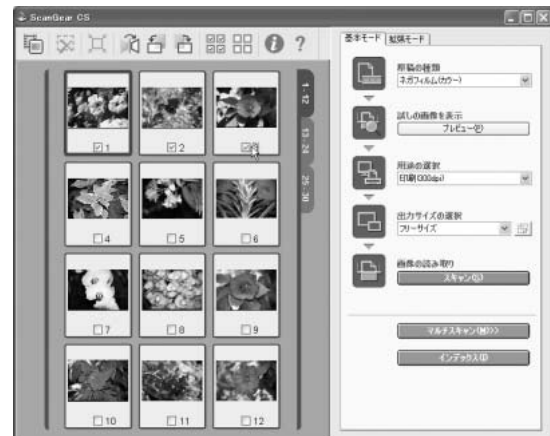 ScanGear CS
基本モード 拡張モード
原稿の種類
ネガフィルム(カラー)
試しの画像を表示
プレビュー(P)
用途の選択
印刷(300dpi)
出力サイズの選択
フリーサイズ
画像の読み取り
スキャン(S)
マルチスキャン(M)>>
インデックス(I)
1 - 12
13 - 24
25 - 30
1 2 3
4 5 6
7 8 9
10 11 12